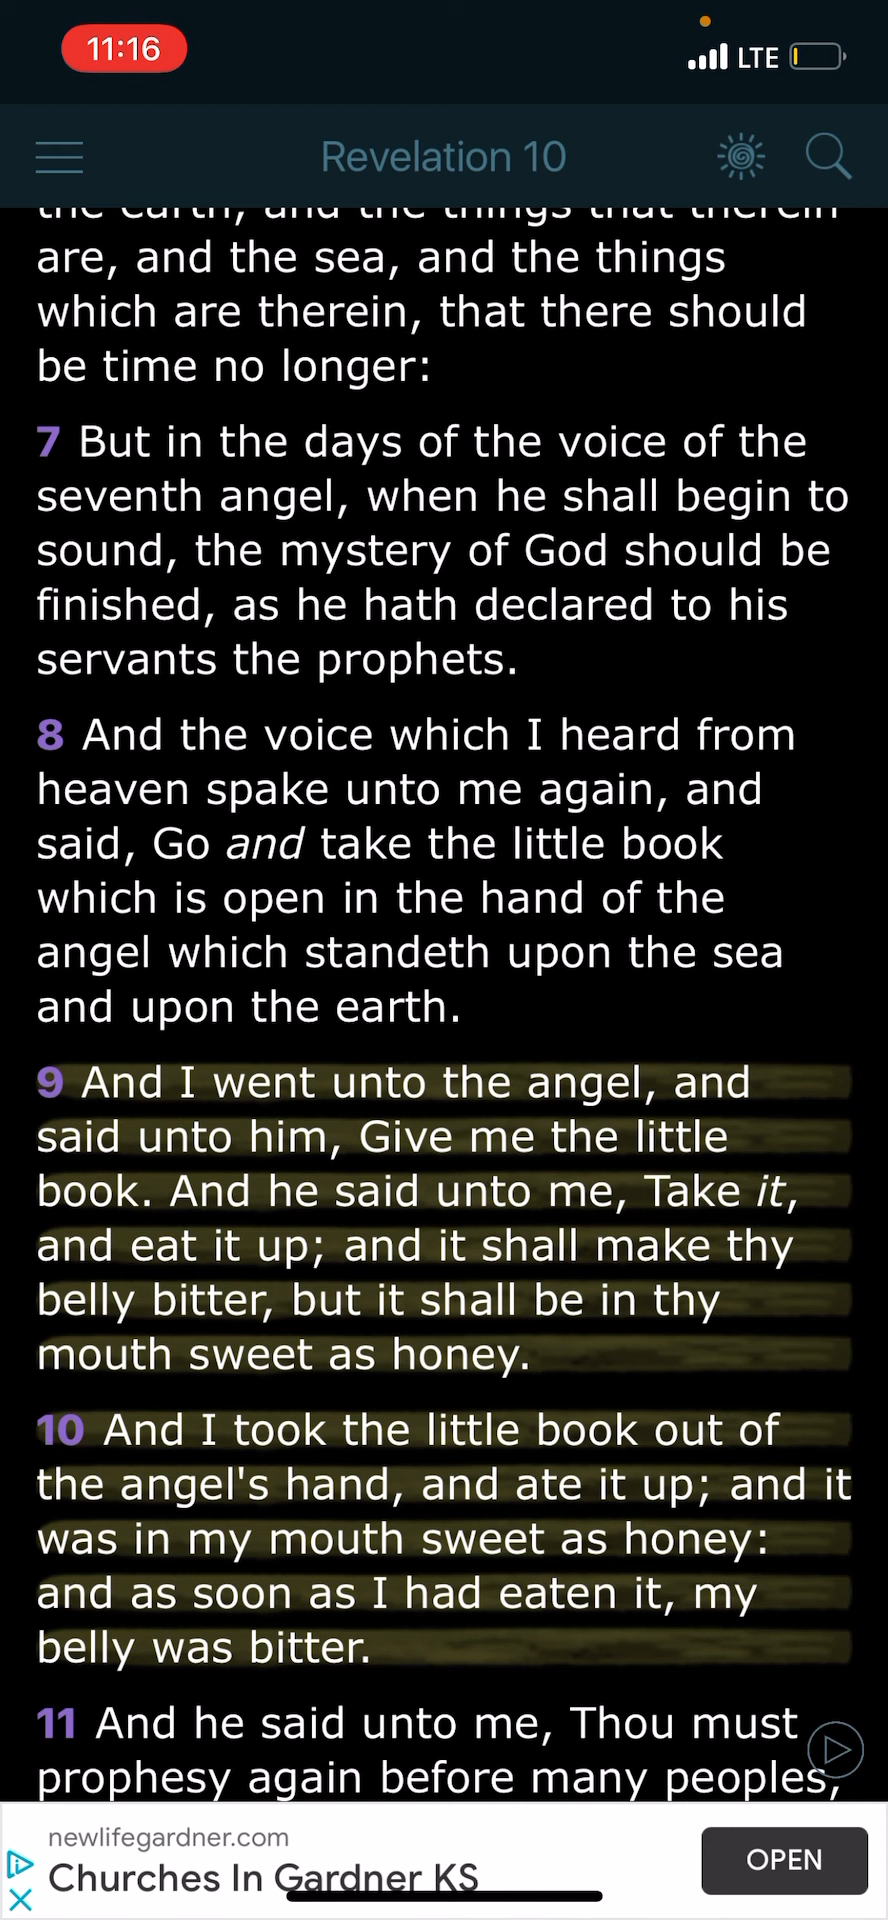 11:16
LTE
Revelation 10
the earth, and the things that therein
are, and the sea, and the things
which are therein, that there should
be time no longer:
7 But in the days of the voice of the
seventh angel, when he shall begin to
sound, the mystery of God should be
finished, as he hath declared to his
servants the prophets.
8 And the voice which I heard from
heaven spake unto me again, and
said, Go and take the little book
which is open in the hand of the
angel which standeth upon the sea
and upon the earth.
9 And I went unto the angel, and
said unto him, Give me the little
book. And he said unto me, Take it,
and eat it up; and it shall make thy
belly bitter, but it shall be in thy
mouth sweet as honey.
10 And I took the little book out of
the angel's hand, and ate it up; and it
was in my mouth sweet as honey:
and as soon as I had eaten it, my
belly was bitter.
11 And he said unto me, Thou must
prophesy again before many peoples,
newlifegardner.com
Churches In Gardner KS
OPEN